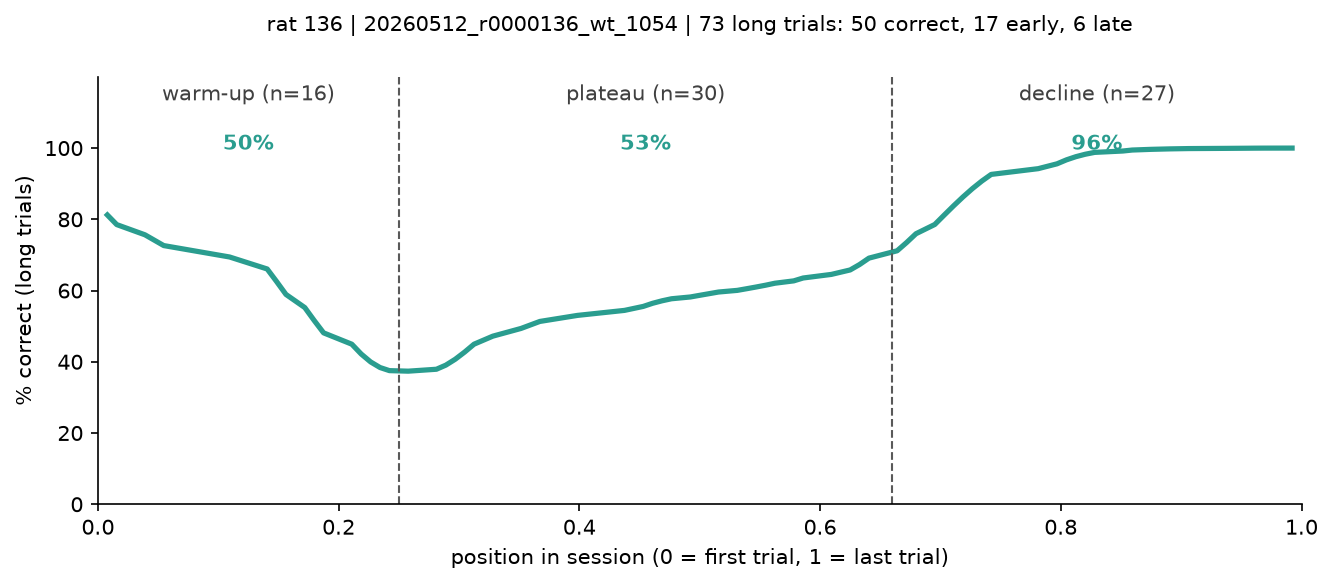 rat 136 | 20260512_r0000136_wt_1054 | 73 long trials: 50 correct, 17 early, 6 late
warm-up (n=16) plateau (n=30) decline (n=27)
50% 53% 96%
100
80
60
40
20
0
% correct (long trials)
0.0 0.2 0.4 0.6 0.8 1.0
position in session (0 = first trial, 1 = last trial)